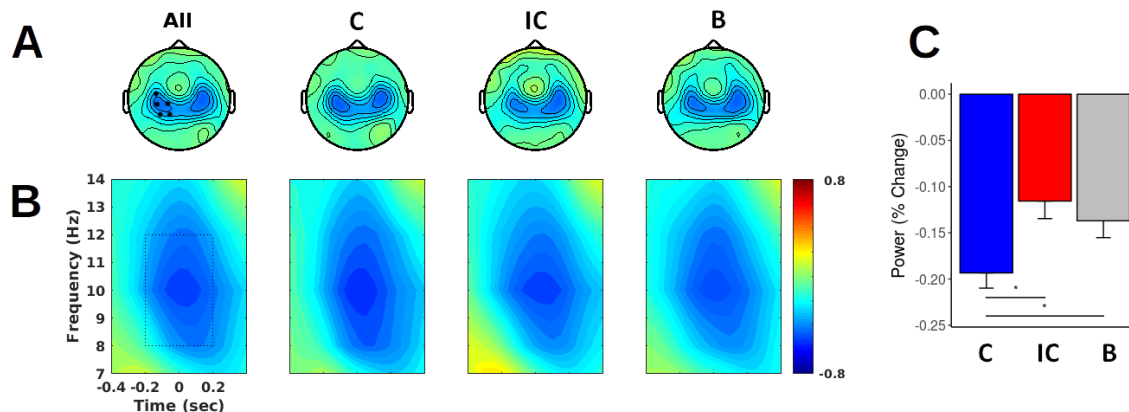 A
All
C
IC
B
B
14
13
12
11
10
9
8
7
Frequency (Hz)
-0.4 -0.2 0 0.2
Time (sec)
0.8
-0.8
C
0.00
-0.05
-0.10
-0.15
-0.20
-0.25
Power (% Change)
*
*
C IC B